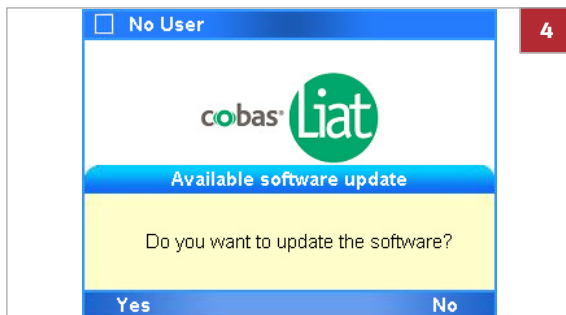 No User
4
cobas® Liat
Available software update
Do you want to update the software?
Yes No